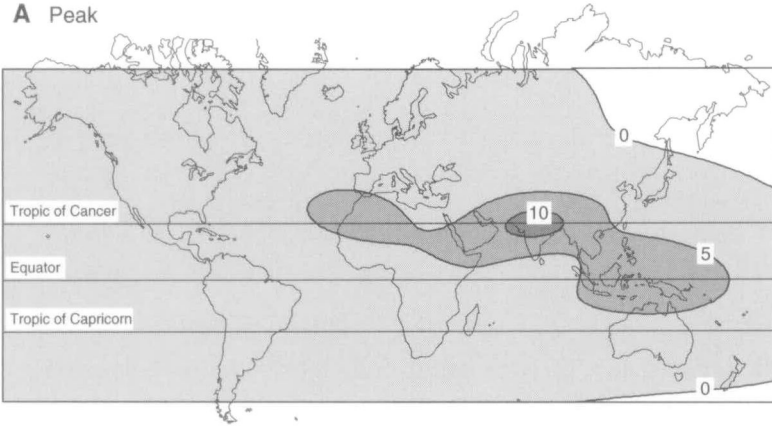 A Peak
0
Tropic of Cancer
10
5
Equator
Tropic of Capricorn
0